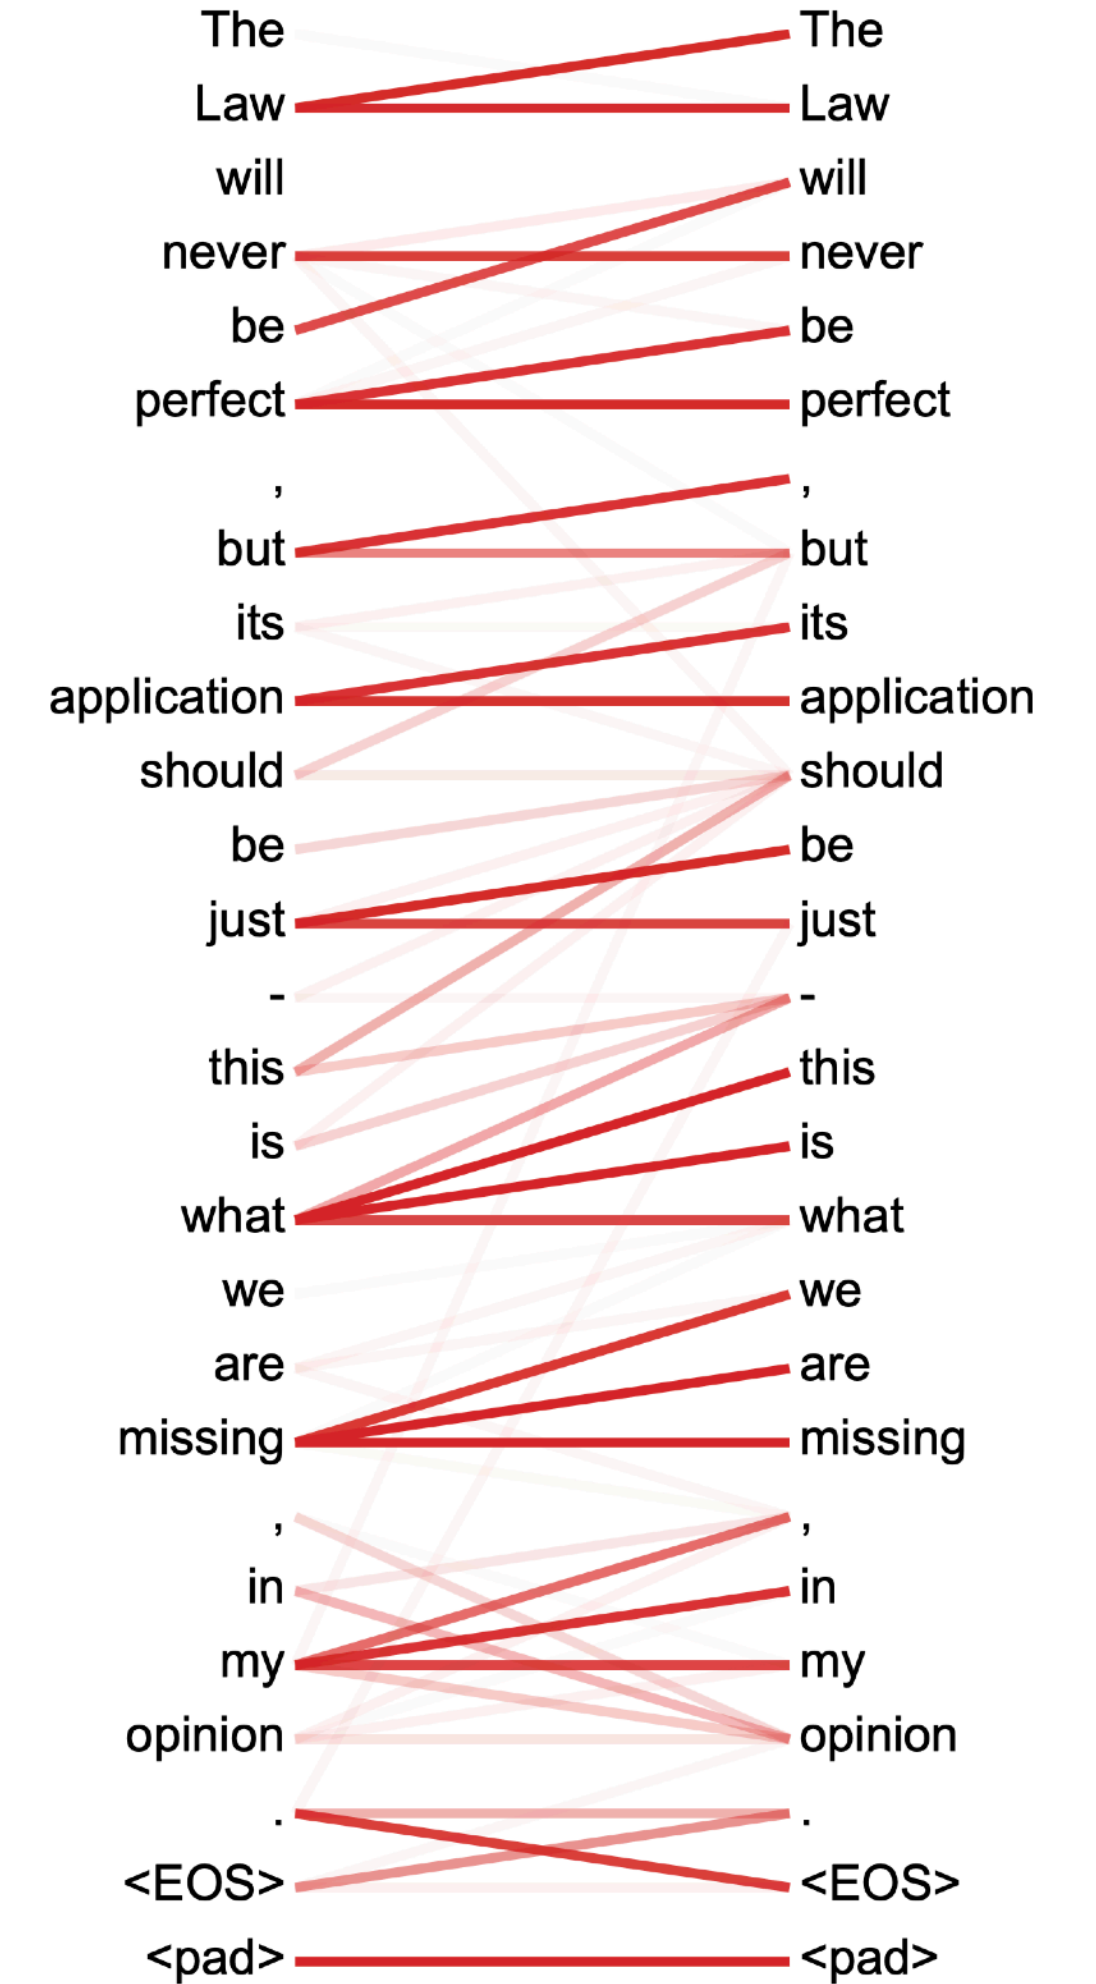 The The
Law Law
will will
never never
be be
perfect perfect
, ,
but but
its its
application application
should should
be be
just just
- -
this this
is is
what what
we we
are are
missing missing
, ,
in in
my my
opinion opinion
. .
<EOS> <EOS>
<pad> <pad>